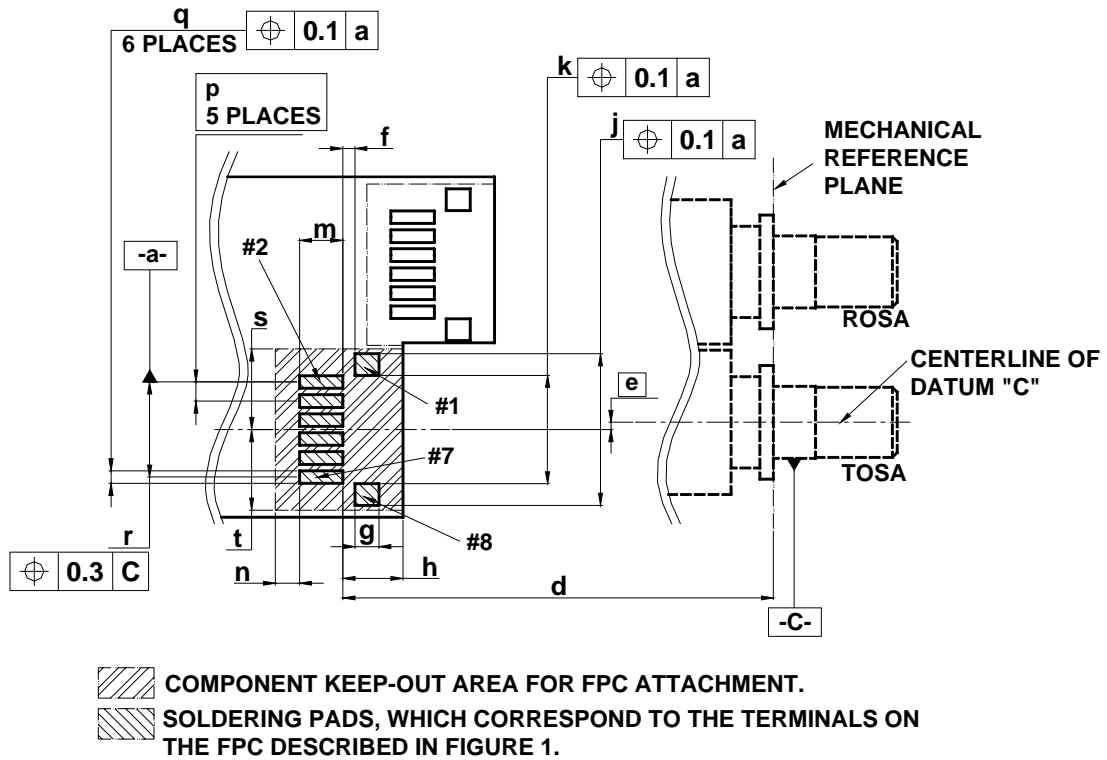 q
6 PLACES
0.1 a
p
5 PLACES
k
0.1 a
j
0.1 a
f
MECHANICAL
REFERENCE
PLANE
m
#2
-a-
s
ROSA
CENTERLINE OF
DATUM "C"
e
#1
#7
TOSA
r
t
g
#8
0.3 C
n
h
d
-C-
COMPONENT KEEP-OUT AREA FOR FPC ATTACHMENT.
SOLDERING PADS, WHICH CORRESPOND TO THE TERMINALS ON
THE FPC DESCRIBED IN FIGURE 1.